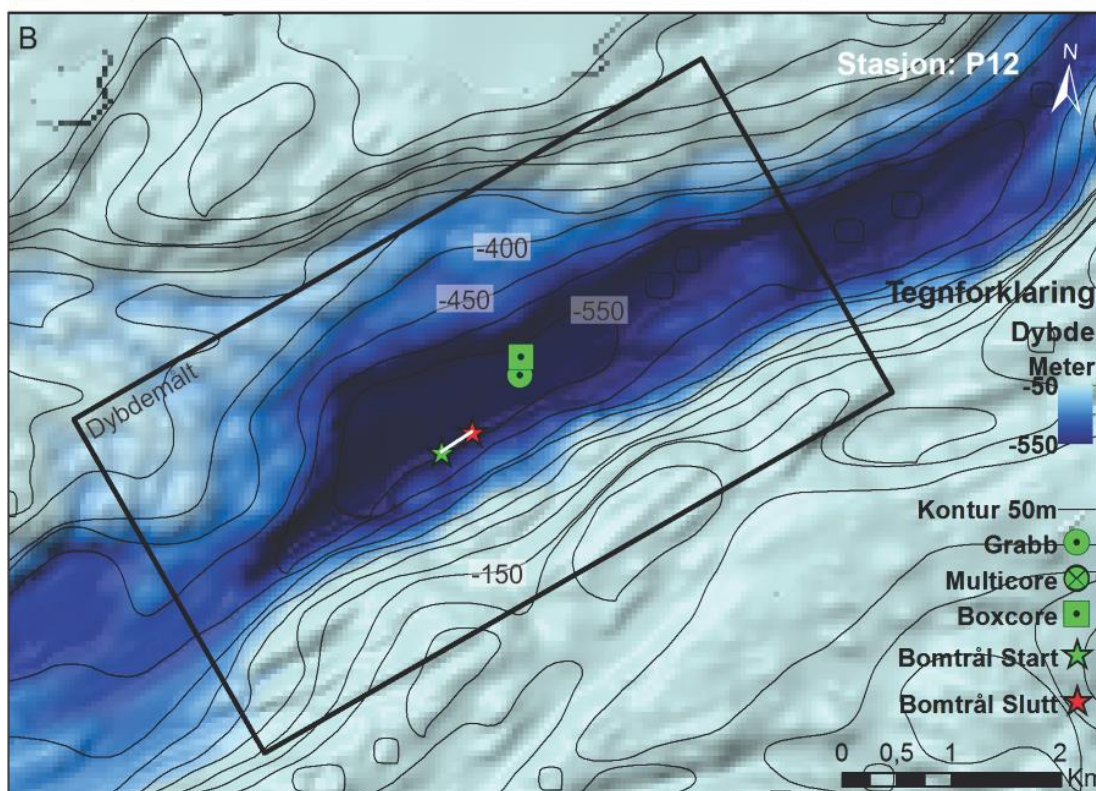 B
Stasjon: P12
N
-400
-450
-550
Dybdemålt
-150
Tegnforklaring
Dybde
Meter
-50
-550
Kontur 50m
Grabb
Multicore
Boxcore
Bomtrål Start
Bomtrål Slutt
0 0,5 1 2
Km